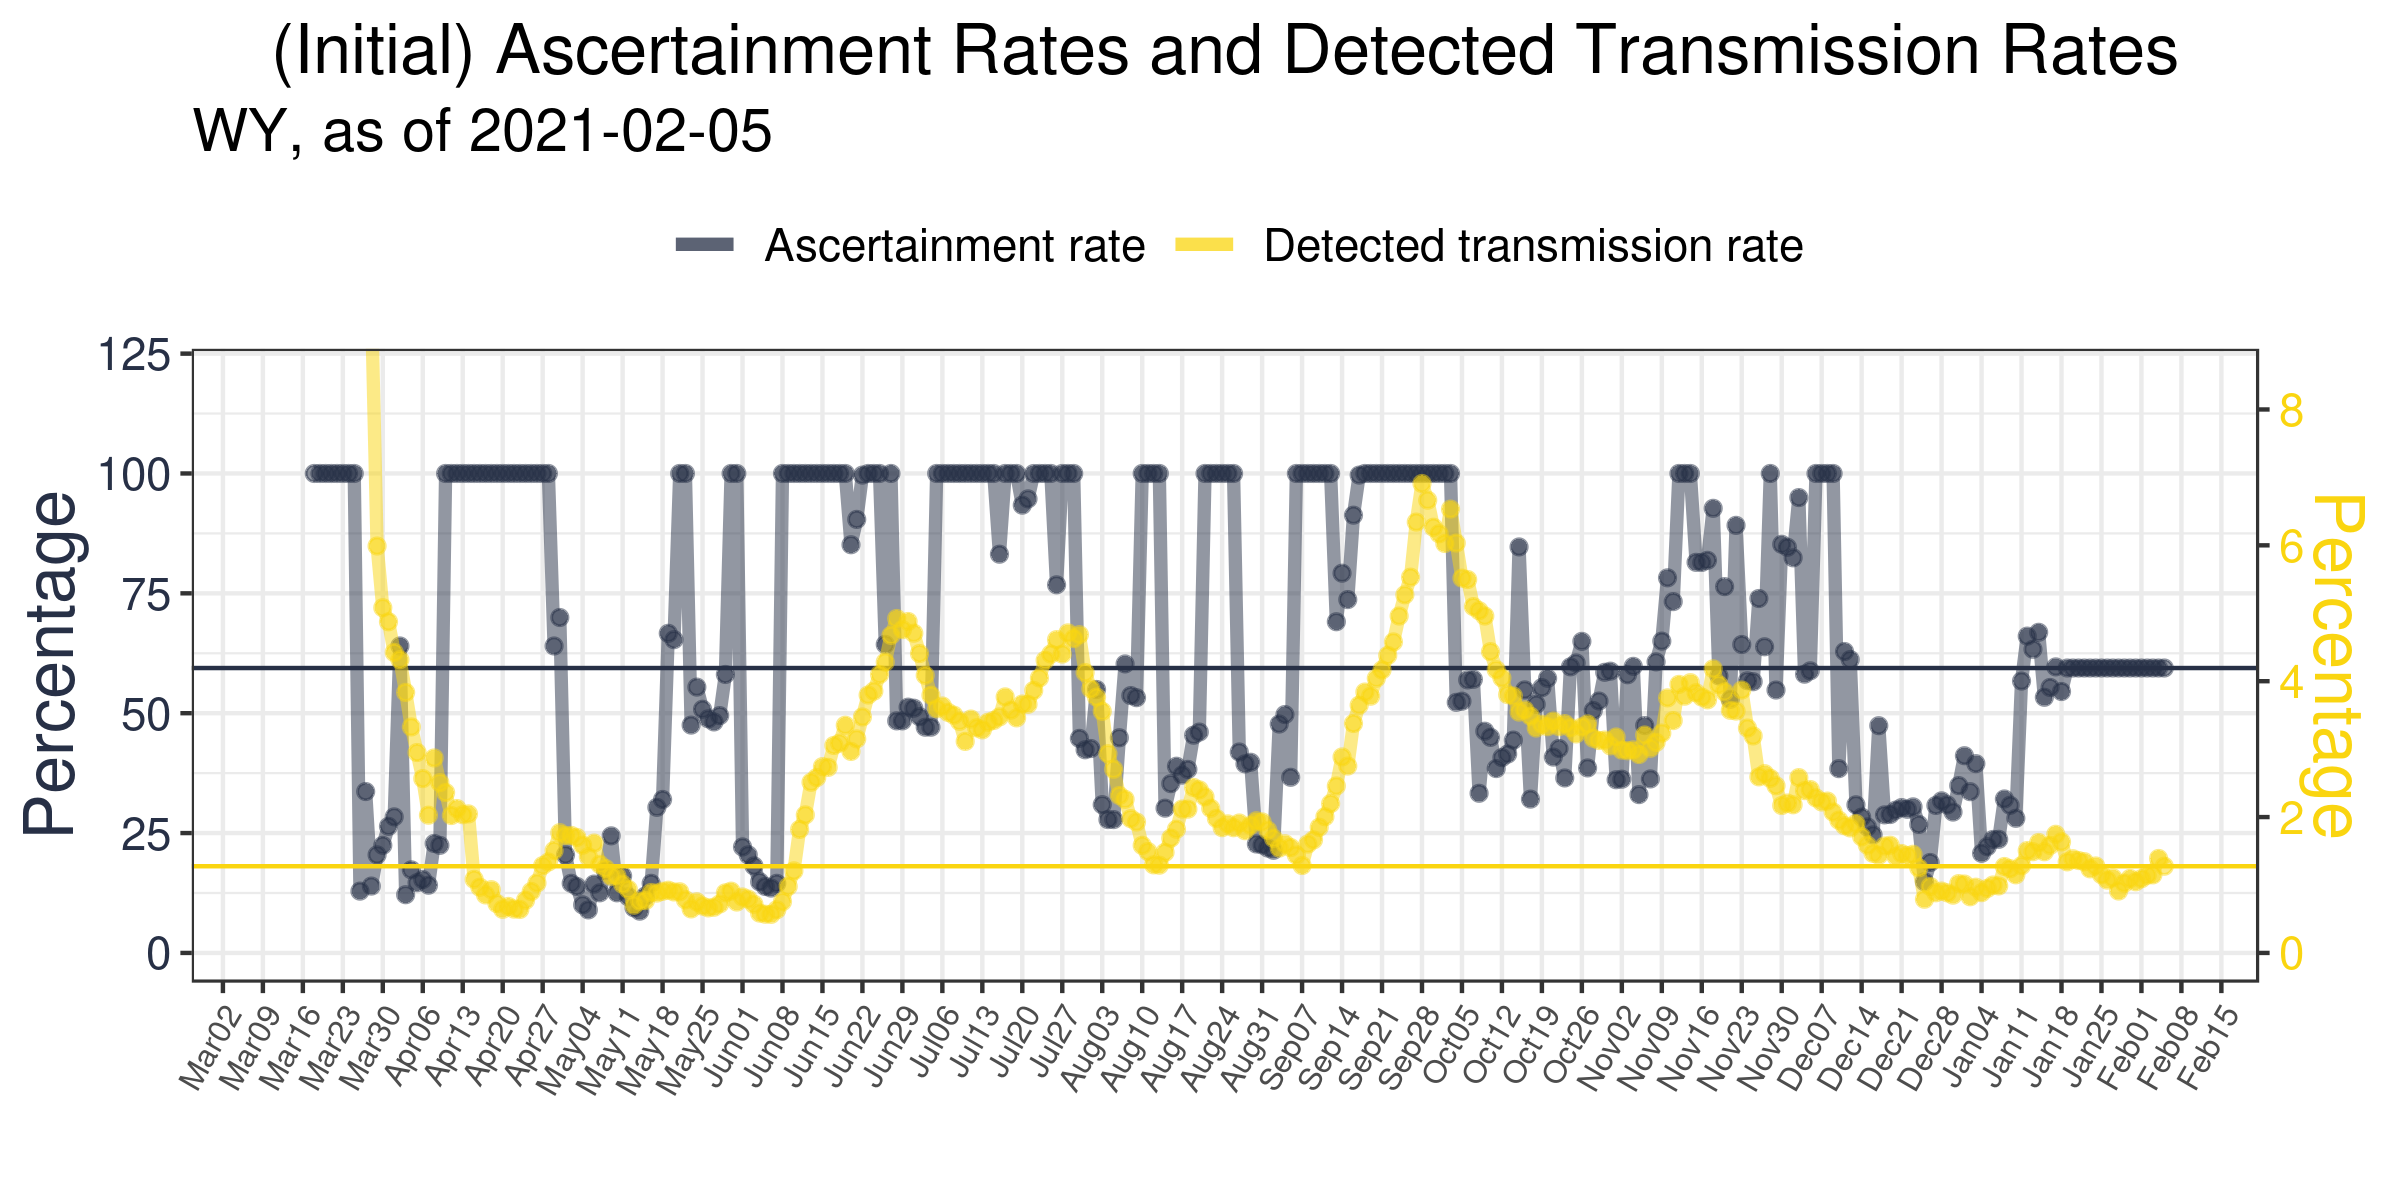 (Initial) Ascertainment Rates and Detected Transmission Rates
WY, as of 2021-02-05
Ascertainment rate
Detected transmission rate
Percentage
125
100
75
50
25
0
8
6
4
2
0
Percentage
Mar02
Mar09
Mar16
Mar23
Mar30
Apr06
Apr13
Apr20
Apr27
May04
May11
May18
May25
Jun01
Jun08
Jun15
Jun22
Jun29
Jul06
Jul13
Jul20
Jul27
Aug03
Aug10
Aug17
Aug24
Aug31
Sep07
Sep14
Sep21
Sep28
Oct05
Oct12
Oct19
Oct26
Nov02
Nov09
Nov16
Nov23
Nov30
Dec07
Dec14
Dec21
Dec28
Jan04
Jan11
Jan18
Jan25
Feb01
Feb08
Feb15